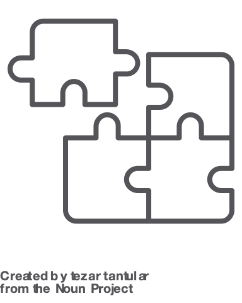 Created by tezar tantular
from the Noun Project